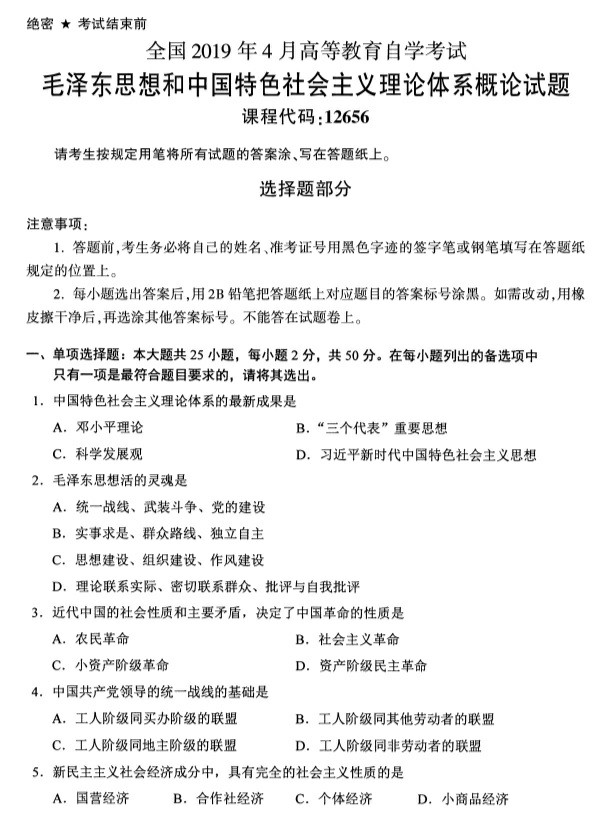 绝密 ★ 考试结束前
全国 2019 年 4 月高等教育自学考试
毛泽东思想和中国特色社会主义理论体系概论试题
课程代码:12656
请考生按规定用笔将所有试题的答案涂、写在答题纸上。
选择题部分
注意事项:
1. 答题前,考生务必将自己的姓名、准考证号用黑色字迹的签字笔或钢笔填写在答题纸
规定的位置上。
2. 每小题选出答案后,用 2B 铅笔把答题纸上对应题目的答案标号涂黑。如需改动,用橡
皮擦干净后,再选涂其他答案标号。不能答在试题卷上。
一、单项选择题：本大题共 25 小题，每小题 2 分，共 50 分。在每小题列出的备选项中
只有一项是最符合题目要求的，请将其选出。
1．中国特色社会主义理论体系的最新成果是
A．邓小平理论 B．“三个代表”重要思想
C．科学发展观 D．习近平新时代中国特色社会主义思想
2．毛泽东思想活的灵魂是
A．统一战线、武装斗争、党的建设
B．实事求是、群众路线、独立自主
C．思想建设、组织建设、作风建设
D．理论联系实际、密切联系群众、批评与自我批评
3．近代中国的社会性质和主要矛盾，决定了中国革命的性质是
A．农民革命 B．社会主义革命
C．小资产阶级革命 D．资产阶级民主革命
4．中国共产党领导的统一战线的基础是
A．工人阶级同买办阶级的联盟 B．工人阶级同其他劳动者的联盟
C．工人阶级同地主阶级的联盟 D．工人阶级同非劳动者的联盟
5．新民主主义社会经济成分中，具有完全的社会主义性质的是
A．国营经济 B．合作社经济 C．个体经济 D．小商品经济